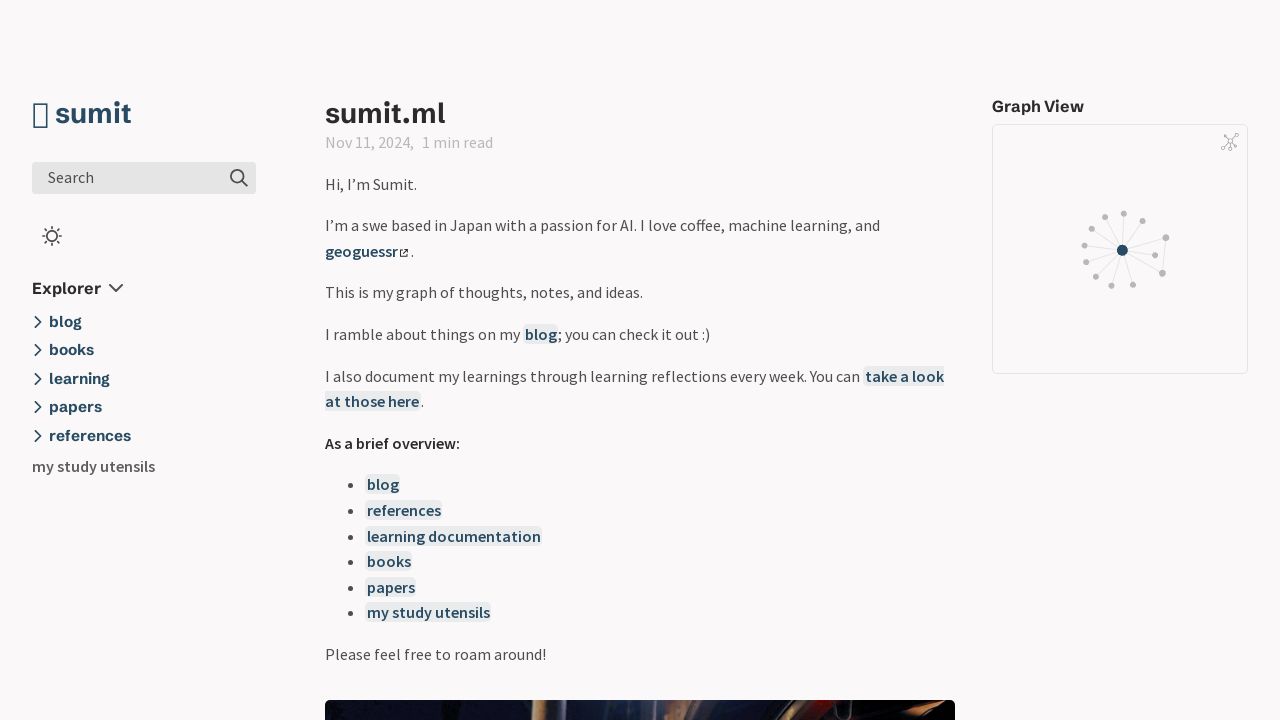 sumit
Search
Explorer
blog
books
learning
papers
references
my study utensils
sumit.ml
Nov 11, 2024, 1 min read
Hi, I’m Sumit.
I’m a swe based in Japan with a passion for AI. I love coffee, machine learning, and
geoguessr.
This is my graph of thoughts, notes, and ideas.
I ramble about things on my blog; you can check it out :)
I also document my learnings through learning reflections every week. You can take a look
at those here.
As a brief overview:
blog
references
learning documentation
books
papers
my study utensils
Please feel free to roam around!
Graph View